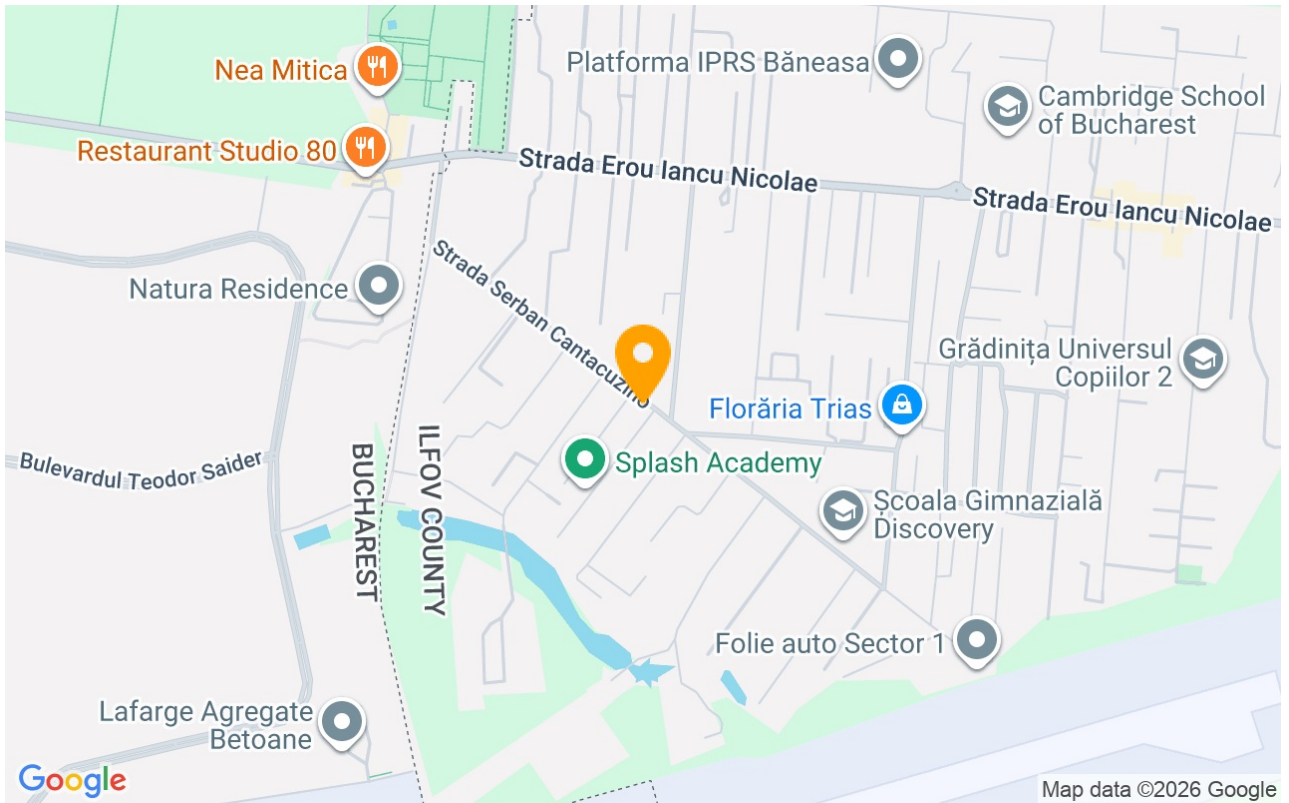 Nea Mitica
Platforma IPRS Băneasa
Cambridge School
of Bucharest
Restaurant Studio 80
Strada Erou Iancu Nicolae
Strada Erou Iancu Nicolae
Strada Serban Cantacuzino
Natura Residence
Grădinița Universul
Copiilor 2
Florăria Trias
Bulevardul Teodor Saider
BUCHAREST
ILFOV COUNTY
Splash Academy
Școala Gimnazială
Discovery
Folie auto Sector 1
Lafarge Agregate
Betoane
Google
Map data ©2026 Google